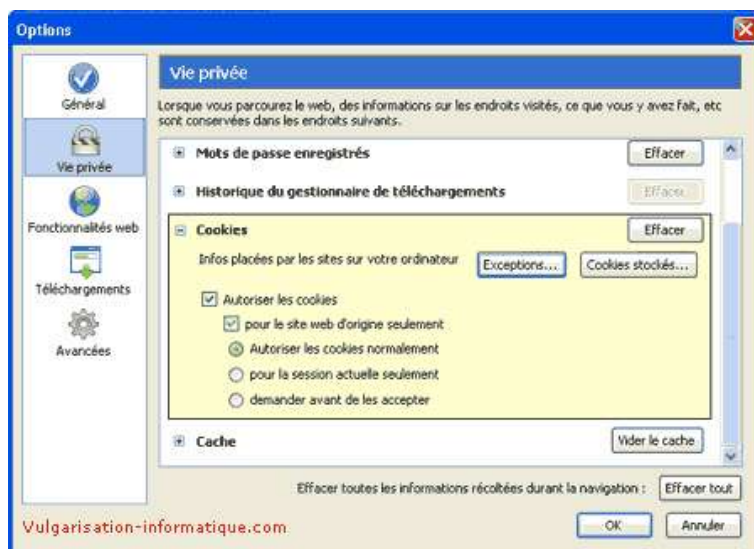 Options
Général
Vie privée
Fonctionnalités web
Téléchargements
Avancées
Vie privée
Lorsque vous parcourez le web, des informations sur les endroits visités, ce que vous y avez fait, etc
sont conservées dans les endroits suivants.
Mots de passe enregistrés Effacer
Historique du gestionnaire de téléchargements Effacer
Cookies Effacer
Infos placées par les sites sur votre ordinateur Exceptions... Cookies stockés...
Autoriser les cookies
pour le site web d'origine seulement
Autoriser les cookies normalement
pour la session actuelle seulement
demander avant de les accepter
Cache Vider le cache
Effacer toutes les informations récoltées durant la navigation : Effacer tout
Vulgarisation-informatique.com
OK Annuler